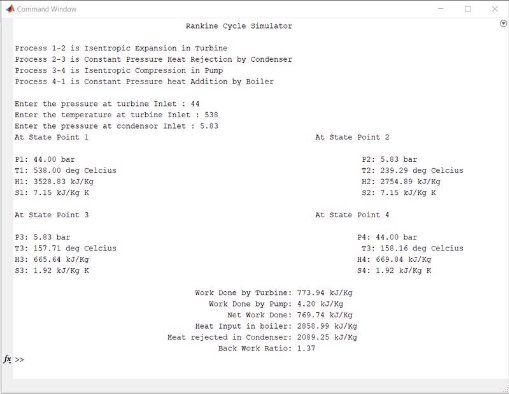 Command Window
Rankine Cycle Simulator
Process 1-2 is Isentropic Expansion in Turbine
Process 2-3 is Constant Pressure Heat Rejection by Condenser
Process 3-4 is Isentropic Compression in Pump
Process 4-1 is Constant Pressure heat Addition by Boiler
Enter the pressure at turbine Inlet : 44
Enter the temperature at turbine Inlet : 538
Enter the pressure at condensor Inlet : 5.83
At State Point 1 At State Point 2
P1: 44.00 bar P2: 5.83 bar
T1: 538.00 deg Celcius T2: 239.29 deg Celcius
H1: 3528.83 kJ/Kg H2: 2754.89 kJ/Kg
S1: 7.15 kJ/Kg K S2: 7.15 kJ/Kg K
At State Point 3 At State Point 4
P3: 5.83 bar P4: 44.00 bar
T3: 157.71 deg Celcius T3: 158.16 deg Celcius
H3: 665.64 kJ/Kg H4: 669.84 kJ/Kg
S3: 1.92 kJ/Kg K S4: 1.92 kJ/Kg K
Work Done by Turbine: 773.94 kJ/Kg
Work Done by Pump: 4.20 kJ/Kg
Net Work Done: 769.74 kJ/Kg
Heat Input in boiler: 2858.99 kJ/Kg
Heat rejected in Condenser: 2089.25 kJ/Kg
Back Work Ratio: 1.37
fx >>